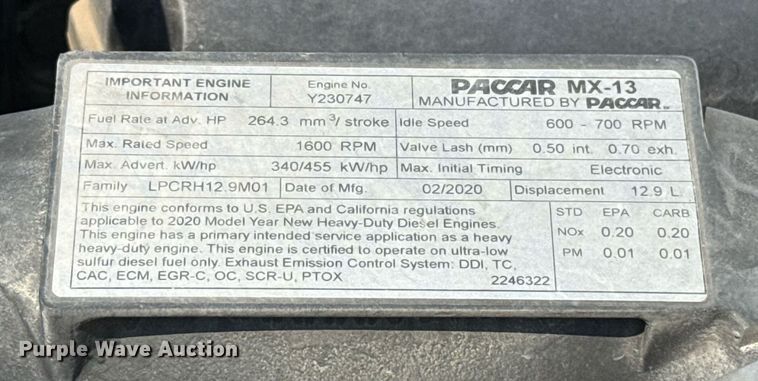 IMPORTANT ENGINE
INFORMATION
Engine No.
Y230747
PACCAR MX-13
MANUFACTURED BY PACCAR INC
Fuel Rate at Adv. HP 264.3 mm³/ stroke
Idle Speed 600 - 700 RPM
Max. Rated Speed 1600 RPM
Valve Lash (mm) 0.50 int. 0.70 exh.
Max. Advert. kW/hp 340/455 kW/hp
Max. Initial Timing Electronic
Family LPCRH12.9M01
Date of Mfg. 02/2020
Displacement 12.9 L
This engine conforms to U.S. EPA and California regulations
applicable to 2020 Model Year New Heavy-Duty Diesel Engines.
This engine has a primary intended service application as a heavy
heavy-duty engine. This engine is certified to operate on ultra-low
sulfur diesel fuel only. Exhaust Emission Control System: DDI, TC,
CAC, ECM, EGR-C, OC, SCR-U, PTOX
2246322
STD EPA CARB
NOx 0.20 0.20
PM 0.01 0.01
Purple Wave Auction